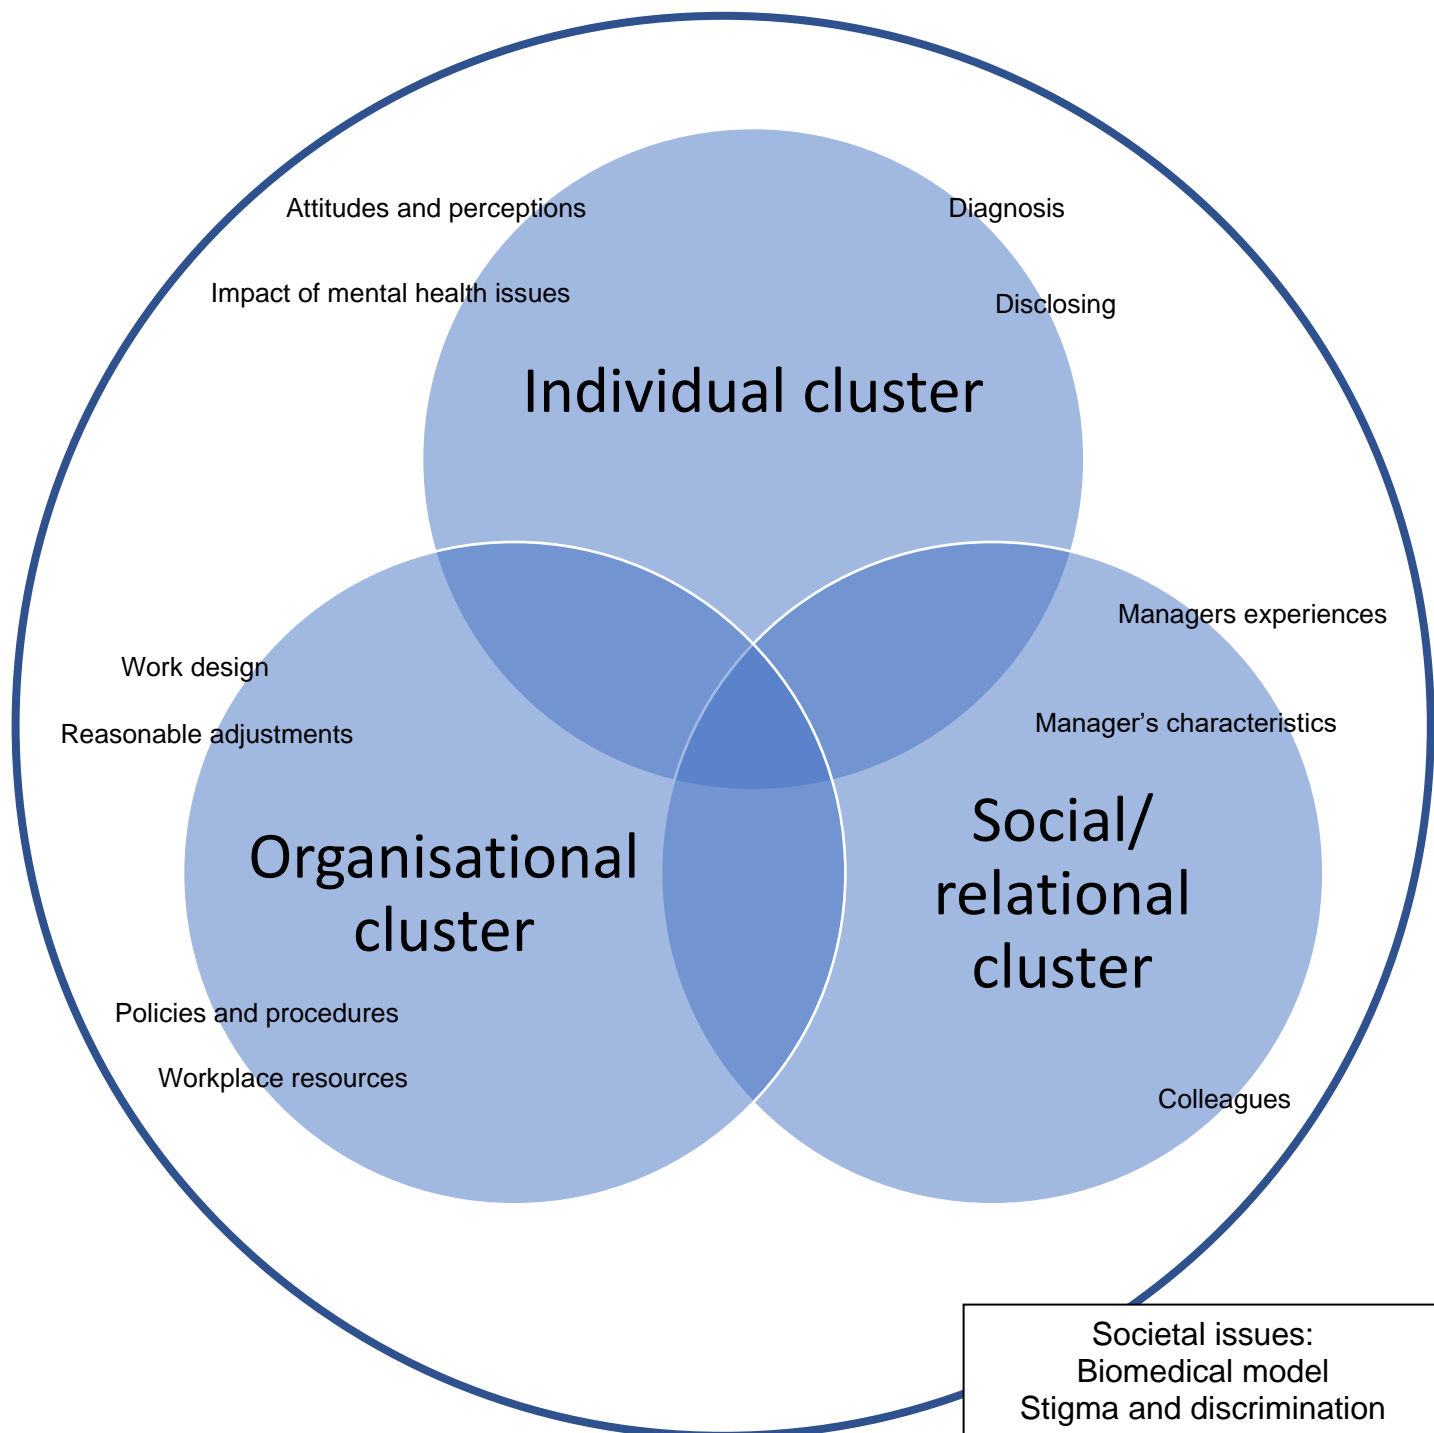 Attitudes and perceptions
Diagnosis
Impact of mental health issues
Disclosing
Individual cluster
Managers experiences
Work design
Manager’s characteristics
Reasonable adjustments
Social/
relational
cluster
Organisational
cluster
Policies and procedures
Workplace resources
Colleagues
Societal issues:
Biomedical model
Stigma and discrimination